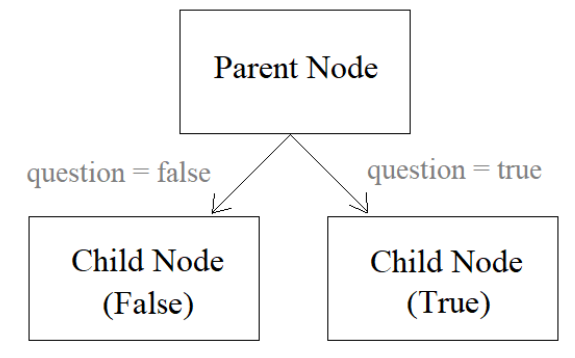 Parent Node
question = false
question = true
Child Node
(False)
Child Node
(True)